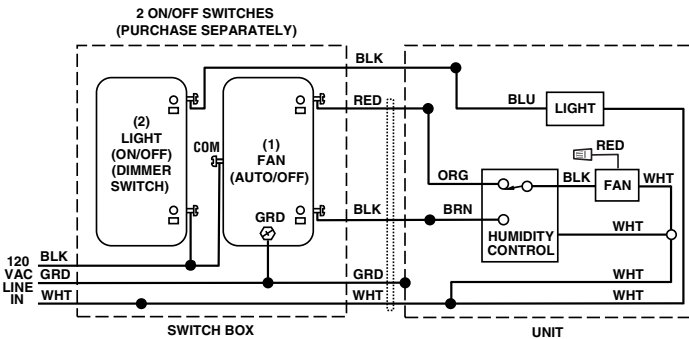 2 ON/OFF SWITCHES
(PURCHASE SEPARATELY)
BLK
RED
BLU
LIGHT
(2)
LIGHT
(ON/OFF)
(DIMMER
SWITCH)
COM
(1)
FAN
(AUTO/OFF)
GRD
RED
ORG
BLK
FAN
WHT
BLK
BRN
HUMIDITY
CONTROL
WHT
120
VAC
LINE
IN
BLK
GRD
WHT
GRD
WHT
WHT
WHT
SWITCH BOX
UNIT